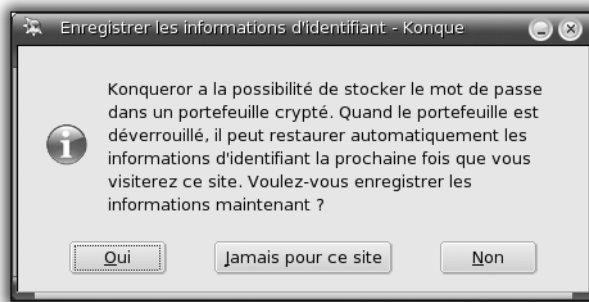 Enregistrer les informations d'identifiant - Konque
Konqueror a la possibilité de stocker le mot de passe
dans un portefeuille crypté. Quand le portefeuille est
déverrouillé, il peut restaurer automatiquement les
informations d'identifiant la prochaine fois que vous
visiterez ce site. Voulez-vous enregistrer les
informations maintenant ?
Oui
Jamais pour ce site
Non